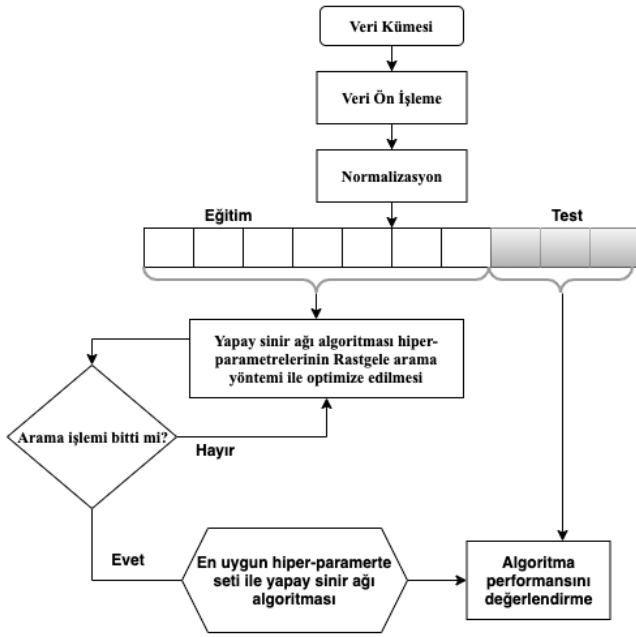 Veri Kümesi
Veri Ön İşleme
Normalizasyon
Eğitim
Test
Yapay sinir ağı algoritması hiper-
parametrelerinin Rastgele arama
yöntemi ile optimize edilmesi
Arama işlemi bitti mi?
Hayır
Evet
En uygun hiper-paramerte
seti ile yapay sinir ağı
algoritması
Algoritma
performansını
değerlendirme